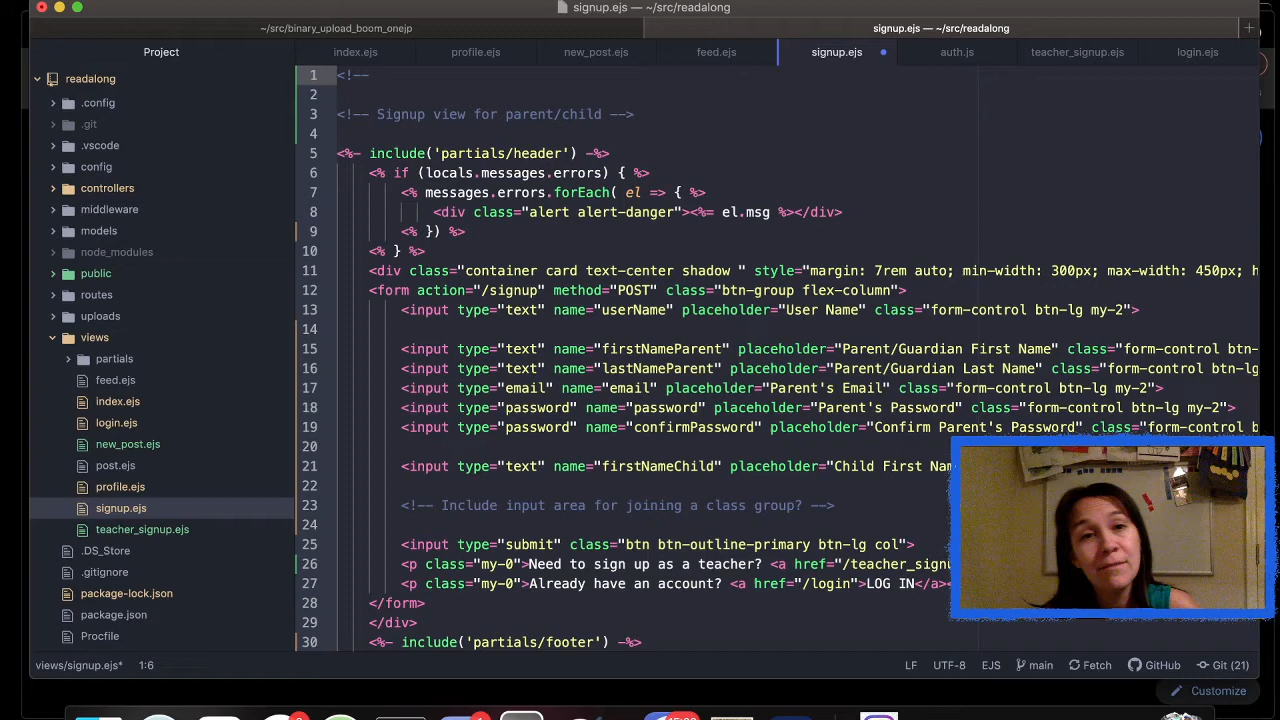 signup.ejs — ~/src/readalong
~/src/binary_upload_boom_onejp
signup.ejs — ~/src/readalong
Project
index.ejs
profile.ejs
new_post.ejs
feed.ejs
signup.ejs
auth.js
teacher_signup.ejs
login.ejs
readalong
.config
.git
.vscode
config
controllers
middleware
models
node_modules
public
routes
uploads
views
partials
feed.ejs
index.ejs
login.ejs
new_post.ejs
post.ejs
profile.ejs
signup.ejs
teacher_signup.ejs
.DS_Store
.gitignore
package-lock.json
package.json
Procfile
1 <!--
2
3 <!-- Signup view for parent/child -->
4
5 <%- include('partials/header') -%>
6 <% if (locals.messages.errors) { %>
7 <% messages.errors.forEach( el => { %>
8 <div class="alert alert-danger"><%= el.msg %></div>
9 <% }) %>
10 <% } %>
11 <div class="container card text-center shadow " style="margin: 7rem auto; min-width: 300px; max-width: 450px; h
12 <form action="/signup" method="POST" class="btn-group flex-column">
13 <input type="text" name="userName" placeholder="User Name" class="form-control btn-lg my-2">
14
15 <input type="text" name="firstNameParent" placeholder="Parent/Guardian First Name" class="form-control btn-
16 <input type="text" name="lastNameParent" placeholder="Parent/Guardian Last Name" class="form-control btn-lg
17 <input type="email" name="email" placeholder="Parent's Email" class="form-control btn-lg my-2">
18 <input type="password" name="password" placeholder="Parent's Password" class="form-control btn-lg my-2">
19 <input type="password" name="confirmPassword" placeholder="Confirm Parent's Password" class="form-control b
20
21 <input type="text" name="firstNameChild" placeholder="Child First Nam
22
23 <!-- Include input area for joining a class group? -->
24
25 <input type="submit" class="btn btn-outline-primary btn-lg col">
26 <p class="my-0">Need to sign up as a teacher? <a href="/teacher_signu
27 <p class="my-0">Already have an account? <a href="/login">LOG IN</a>
28 </form>
29 </div>
30 <%- include('partials/footer') -%>
views/signup.ejs* 1:6
LF UTF-8 EJS main Fetch GitHub Git (21)
Customize